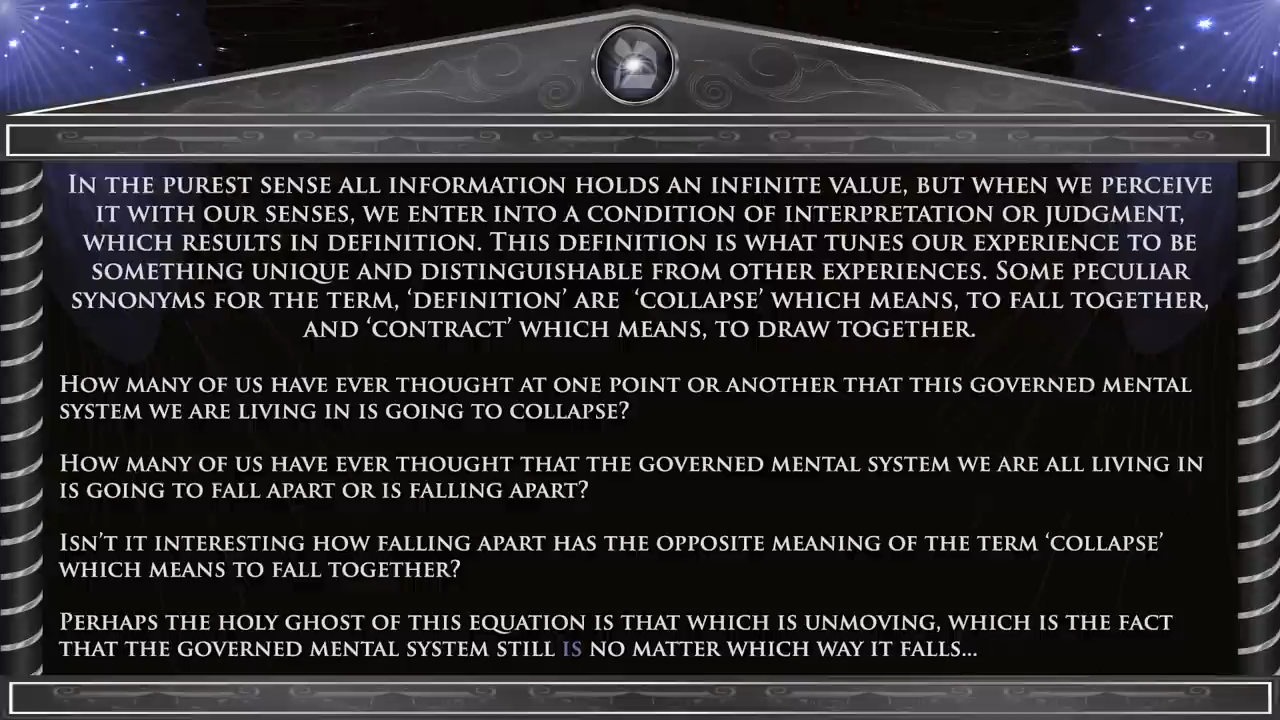 In the purest sense all information holds an infinite value, but when we perceive
it with our senses, we enter into a condition of interpretation or judgment,
which results in definition. This definition is what tunes our experience to be
something unique and distinguishable from other experiences. Some peculiar
synonyms for the term, ‘definition’ are ‘collapse’ which means, to fall together,
and ‘contract’ which means, to draw together.
How many of us have ever thought at one point or another that this governed mental
system we are living in is going to collapse?
How many of us have ever thought that the governed mental system we are all living in
is going to fall apart or is falling apart?
Isn’t it interesting how falling apart has the opposite meaning of the term ‘collapse’
which means to fall together?
Perhaps the holy ghost of this equation is that which is unmoving, which is the fact
that the governed mental system still is no matter which way it falls...